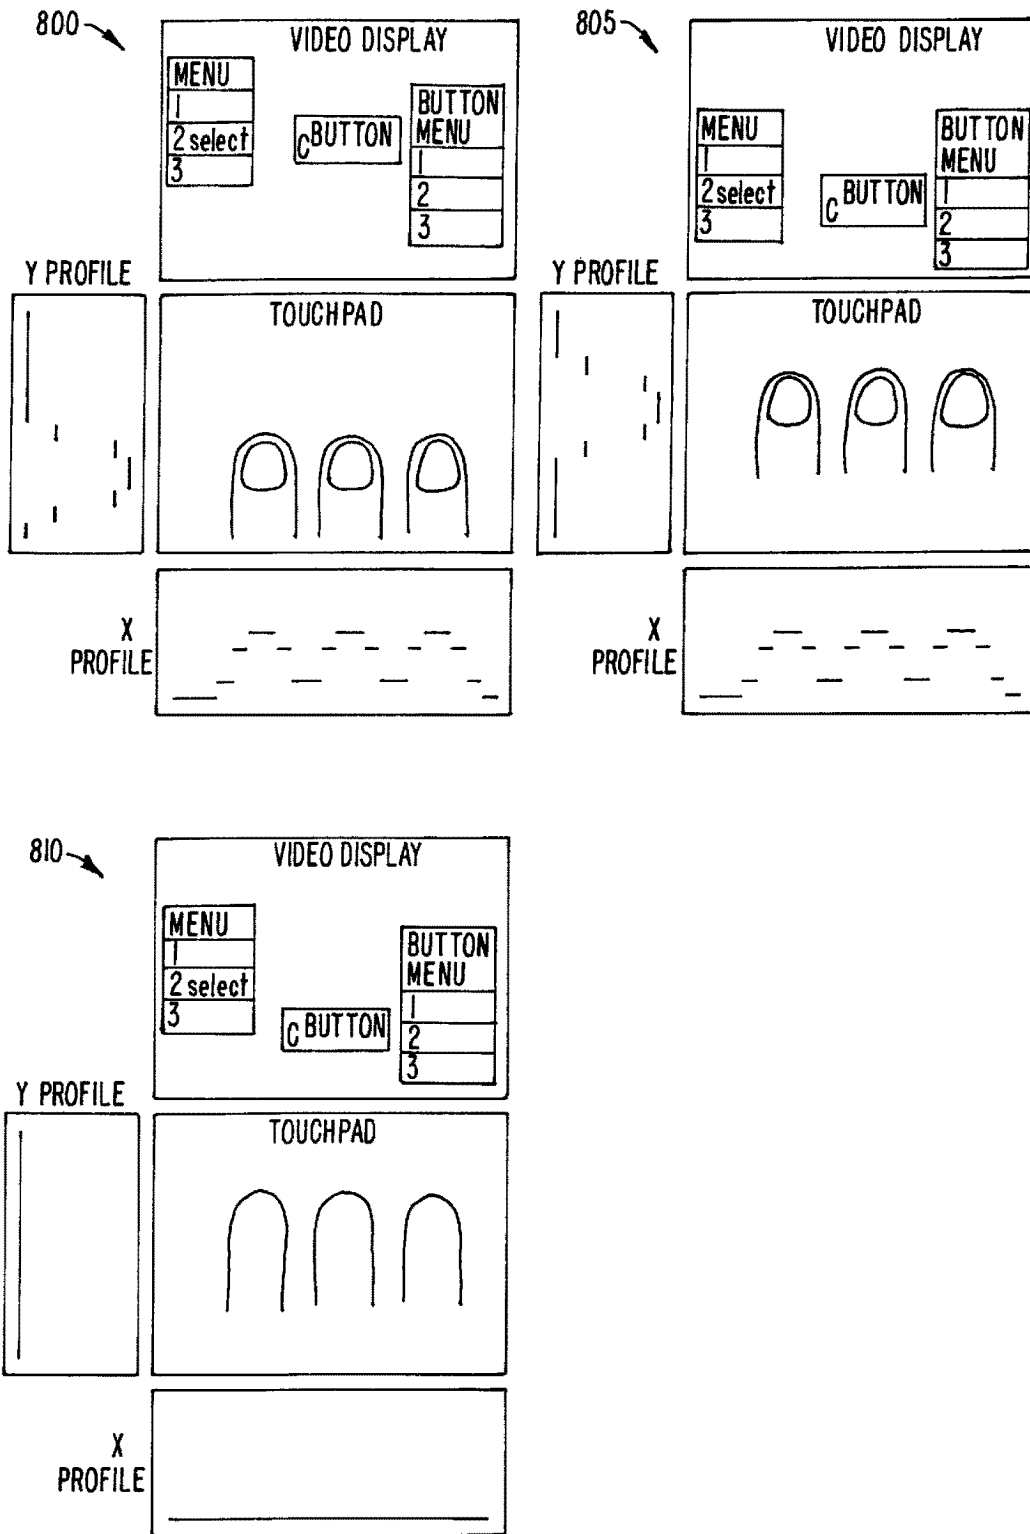 800
VIDEO DISPLAY
MENU
1
2 select
3
C BUTTON
BUTTON
MENU
1
2
3
Y PROFILE
TOUCHPAD
X
PROFILE
805
VIDEO DISPLAY
MENU
1
2 select
3
C BUTTON
BUTTON
MENU
1
2
3
Y PROFILE
TOUCHPAD
X
PROFILE
810
VIDEO DISPLAY
MENU
1
2 select
3
C BUTTON
BUTTON
MENU
1
2
3
Y PROFILE
TOUCHPAD
X
PROFILE